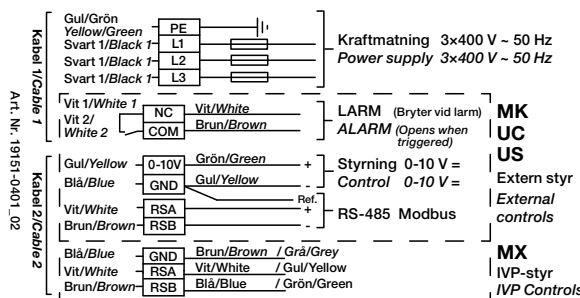 Gul/Grön
Yellow/Green PE
Svart 1/Black 1 L1 Kraftmatning 3×400 V ~ 50 Hz
Svart 1/Black 1 L2 Power supply 3×400 V ~ 50 Hz
Svart 1/Black 1 L3
Kabel 1/Cable 1
Vit 1/White 1 NC Vit/White LARM (Bryter vid larm) MK
Vit 2/
White 2 COM Brun/Brown ALARM (Opens when triggered) UC
US
Gul/Yellow 0-10V Grön/Green + Styrning 0-10 V =
Blå/Blue GND Gul/Yellow - Control 0-10 V =
Extern styr
External
controls
Ref.
Vit/White RSA + RS-485 Modbus
Brun/Brown RSB -
Kabel 2/Cable 2
Blå/Blue GND Brun/Brown / Grå/Grey MX
Vit/White RSA Vit/White / Gul/Yellow IVP-styr
Brun/Brown RSB Blå/Blue / Grön/Green IVP Controls
Art. Nr. 19151-0401_02